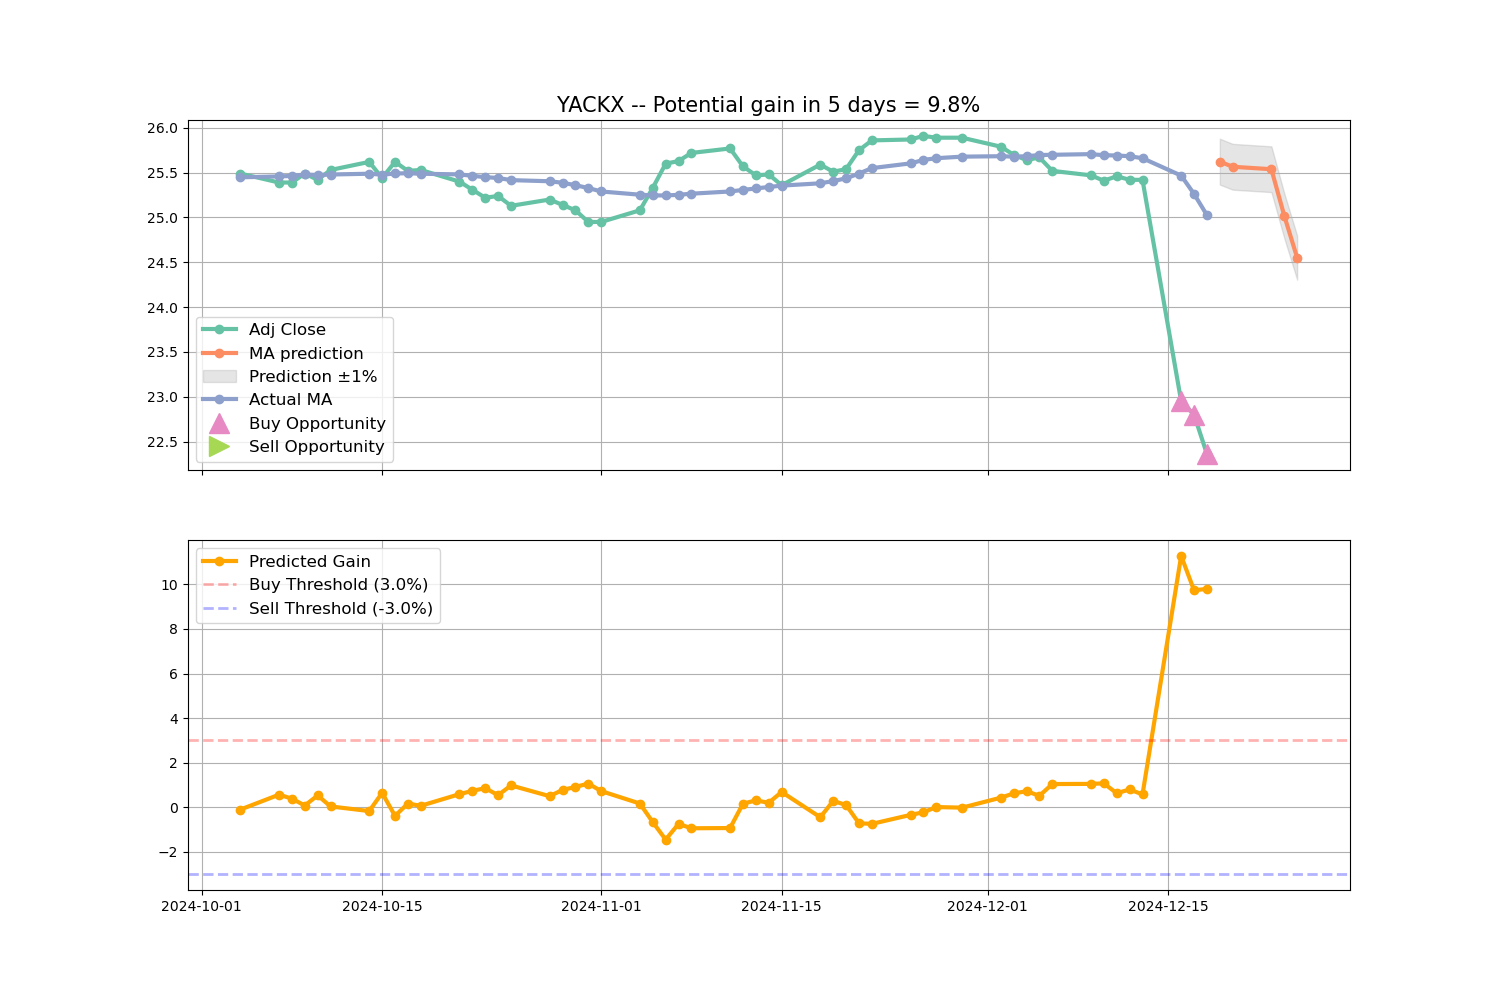 YACKX -- Potential gain in 5 days = 9.8%
26.0
25.5
25.0
24.5
24.0
23.5
23.0
22.5
Adj Close
MA prediction
Prediction ±1%
Actual MA
Buy Opportunity
Sell Opportunity
Predicted Gain
Buy Threshold (3.0%)
Sell Threshold (-3.0%)
10
8
6
4
2
0
−2
2024-10-01 2024-10-15 2024-11-01 2024-11-15 2024-12-01 2024-12-15